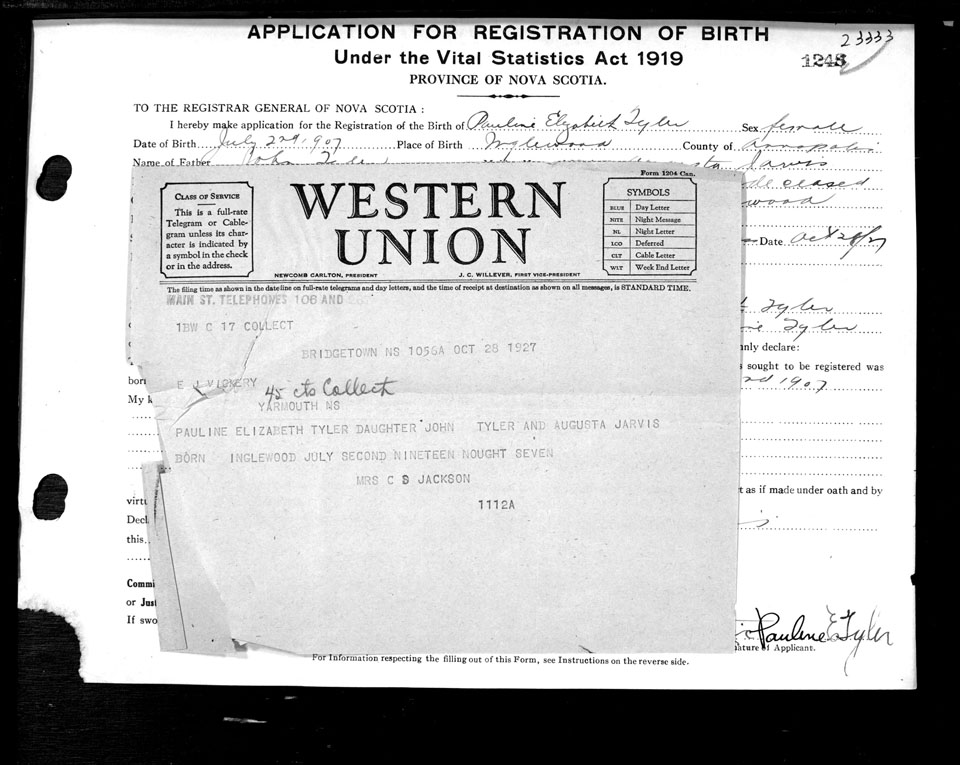 APPLICATION FOR REGISTRATION OF BIRTH
23333
Under the Vital Statistics Act 1919
1248
PROVINCE OF NOVA SCOTIA.
TO THE REGISTRAR GENERAL OF NOVA SCOTIA :
I hereby make application for the Registration of the Birth of Pauline Elizabeth Tyler Sex female
Date of Birth July 2nd, 1907 Place of Birth Inglewood County of Annapolis
Name of Father John Jarvis
deceased
wood
Date Oct 26/27
Tyler
Tyler
nly declare:
sought to be registered was
born
1907
My k
t as if made under oath and by
virtu
Decl
this
Commi
or Just
If swo
Pauline E Tyler
nature of Applicant.
For Information respecting the filling out of this Form, see Instructions on the reverse side.
Form 1204 Can.
CLASS OF SERVICE
This is a full-rate
Telegram or Cable-
gram unless its char-
acter is indicated by
a symbol in the check
or in the address.
WESTERN
UNION
NEWCOMB CARLTON, PRESIDENT
J. C. WILLEVER, FIRST VICE-PRESIDENT
SYMBOLS
BLUE Day Letter
NITE Night Message
NL Night Letter
LCO Deferred
CLT Cable Letter
WLT Week End Letter
The filing time as shown in the date line on full-rate telegrams and day letters, and the time of receipt at destination as shown on all messages, is STANDARD TIME.
MAIN ST. TELEPHONES 106 AND
1BW C 17 COLLECT
BRIDGETOWN NS 1056A OCT 28 1927
E J VICKERY
45 cts Collect
YARMOUTH NS
PAULINE ELIZABETH TYLER DAUGHTER JOHN TYLER AND AUGUSTA JARVIS
BORN INGLEWOOD JULY SECOND NINETEEN NOUGHT SEVEN
MRS C S JACKSON
1112A